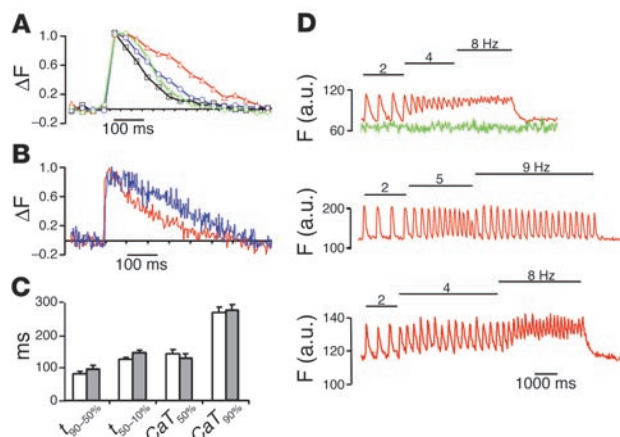 A
ΔF
1.0
0.6
0.2
−0.2
100 ms
B
ΔF
1.0
0.6
0.2
−0.2
100 ms
C
ms
300
200
100
0
t90–50%
t50–10%
CaT50%
CaT90%
D
8 Hz
4
2
F (a.u.)
120
60
9 Hz
5
2
F (a.u.)
200
100
8 Hz
4
2
F (a.u.)
140
120
100
1000 ms